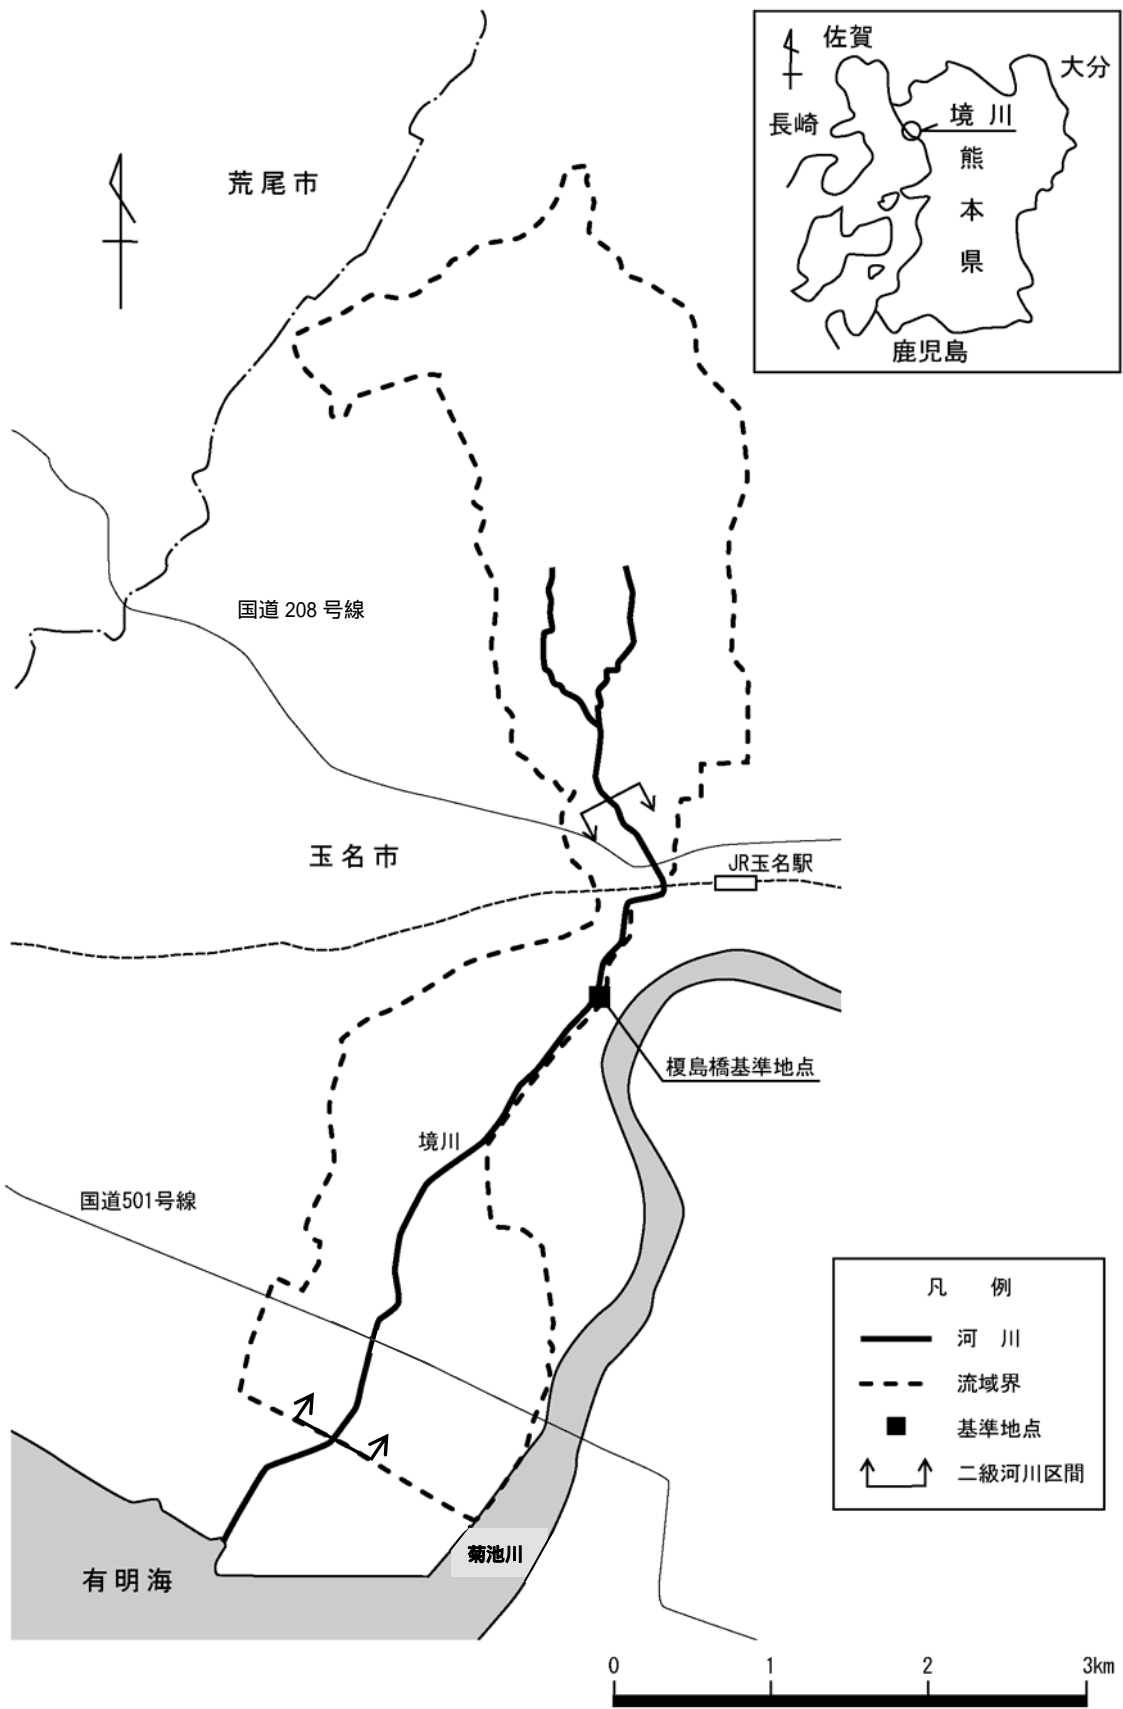 佐賀
大分
長崎
境川
熊本県
鹿児島
荒尾市
国道208号線
玉名市
JR玉名駅
榎島橋基準地点
境川
国道501号線
凡 例
河 川
流域界
基準地点
二級河川区間
菊池川
有明海
0 1 2 3km